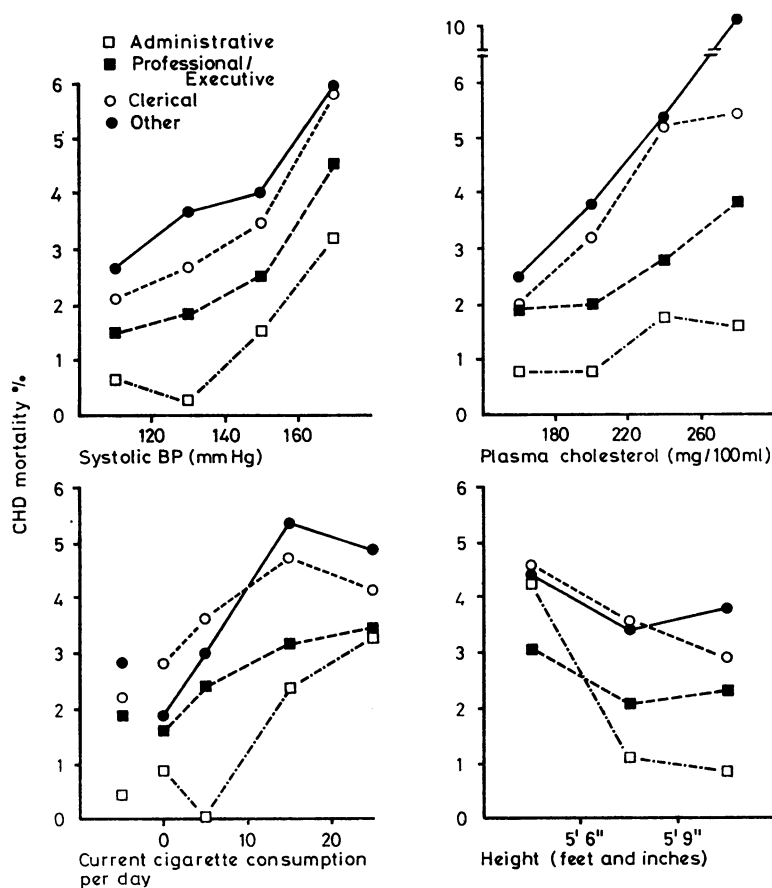 Administrative
Professional/
Executive
Clerical
Other
6
5
4
3
2
1
0
120 140 160
Systolic BP (mmHg)
10
6
5
4
3
2
1
0
180 220 260
Plasma cholesterol (mg/100ml)
CHD mortality %
6
5
4
3
2
1
0
0 10 20
Current cigarette consumption
per day
6
5
4
3
2
1
0
5'6" 5'9"
Height (feet and inches)